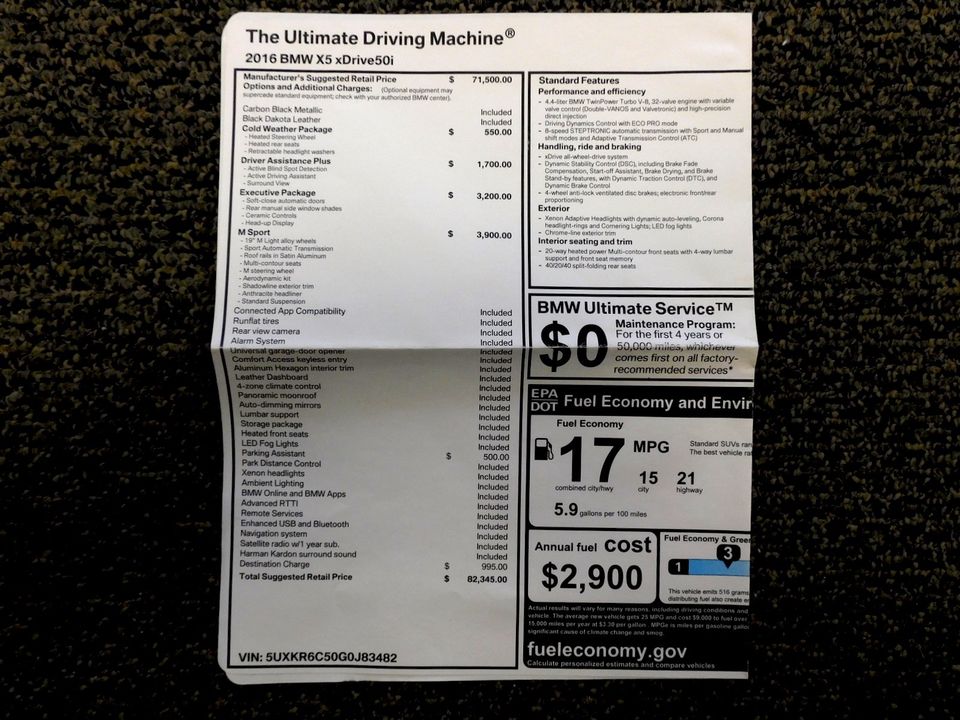 The Ultimate Driving Machine®
2016 BMW X5 xDrive50i
Manufacturer's Suggested Retail Price $ 71,500.00
Options and Additional Charges: (Optional equipment may
supercede standard equipment; check with your authorized BMW center).
Carbon Black Metallic Included
Black Dakota Leather Included
Cold Weather Package $ 550.00
- Heated Steering Wheel
- Heated rear seats
- Retractable headlight washers
Driver Assistance Plus $ 1,700.00
- Active Blind Spot Detection
- Active Driving Assistant
- Surround View
Executive Package $ 3,200.00
- Soft-close automatic doors
- Rear manual side window shades
- Ceramic Controls
- Head-up Display
M Sport $ 3,900.00
- 19" M Light alloy wheels
- Sport Automatic Transmission
- Roof rails in Satin Aluminum
- Multi-contour seats
- M steering wheel
- Aerodynamic kit
- Shadowline exterior trim
- Anthracite headliner
- Standard Suspension
Connected App Compatibility Included
Runflat tires Included
Rear view camera Included
Alarm System Included
Universal garage-door opener Included
Comfort Access keyless entry Included
Aluminum Hexagon interior trim Included
Leather Dashboard Included
4-zone climate control Included
Panoramic moonroof Included
Auto-dimming mirrors Included
Lumbar support Included
Storage package Included
Heated front seats Included
LED Fog Lights Included
Parking Assistant $ 500.00
Park Distance Control Included
Xenon headlights Included
Ambient Lighting Included
BMW Online and BMW Apps Included
Advanced RTTI Included
Remote Services Included
Enhanced USB and Bluetooth Included
Navigation system Included
Satellite radio w/1 year sub. Included
Harman Kardon surround sound Included
Destination Charge $ 995.00
Total Suggested Retail Price $ 82,345.00
VIN: 5UXKR6C50G0J83482
Standard Features
Performance and efficiency
- 4.4-liter BMW TwinPower Turbo V-8, 32-valve engine with variable
valve control (Double-VANOS and Valvetronic) and high-precision
direct injection
- Driving Dynamics Control with ECO PRO mode
- 8-speed STEPTRONIC automatic transmission with Sport and Manual
shift modes and Adaptive Transmission Control (ATC)
Handling, ride and braking
- xDrive all-wheel-drive system
- Dynamic Stability Control (DSC), including Brake Fade
Compensation, Start-off Assistant, Brake Drying, and Brake
Stand-by features, with Dynamic Traction Control (DTC), and
Dynamic Brake Control
- 4-wheel anti-lock ventilated disc brakes; electronic front/rear
proportioning
Exterior
- Xenon Adaptive Headlights with dynamic auto-leveling, Corona
headlight-rings and Cornering Lights; LED fog lights
- Chrome-line exterior trim
Interior seating and trim
- 20-way heated power Multi-contour front seats with 4-way lumbar
support and front seat memory
- 40/20/40 split-folding rear seats
BMW Ultimate Service™
$0
Maintenance Program:
For the first 4 years or
50,000 miles, whichever
comes first on all factory-
recommended services*
EPA
DOT
Fuel Economy and Envir
Fuel Economy
17 MPG
combined city/hwy
15
city
21
highway
Standard SUVs ran
The best vehicle ra
5.9 gallons per 100 miles
Annual fuel cost
$2,900
Fuel Economy & Gree
1
3
This vehicle emits 516 grams
distributing fuel also create e
Actual results will vary for many reasons, including driving conditions and
vehicle. The average new vehicle gets 25 MPG and cost $9,000 to fuel over
15,000 miles per year at $3.30 per gallon. MPGe is miles per gasoline gallo
significant cause of climate change and smog.
fueleconomy.gov
Calculate personalized estimates and compare vehicles